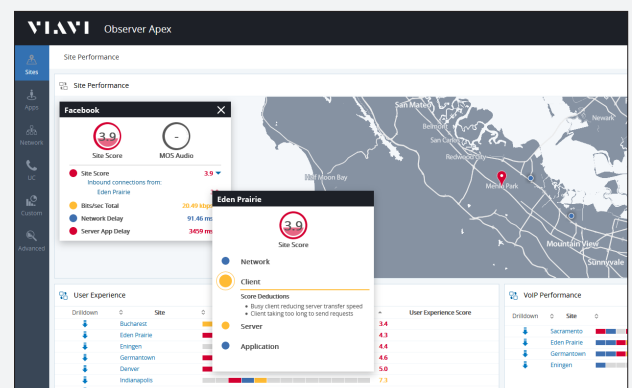 VIAVI Observer Apex
Site Performance
Sites
Apps
Network
UC
Custom
Advanced
Site Performance
Facebook
3.9
-
Site Score MOS Audio
Site Score 3.9
Inbound connections from:
Eden Prairie
Bits/sec Total 20.49 kbp
Network Delay 91.46 ms
Server App Delay 3459 ms
Eden Prairie
3.9
Site Score
Network
Client
Score Deductions
• Busy client reducing server transfer speed
• Client taking too long to send requests
Server
Application
San Mateo
Belmont
San Carlos
Redwood City
Half Moon Bay
Menlo Park
Newark
Mountain View
Sunnyvale
User Experience
Drilldown Site User Experience Score
Bucharest 3.4
Eden Prairie 4.3
Eningen 4.4
Germantown 4.6
Denver 5.0
Indianapolis 7.3
VoIP Performance
Drilldown Site
Sacramento
Eden Prairie
Germantown
Eningen